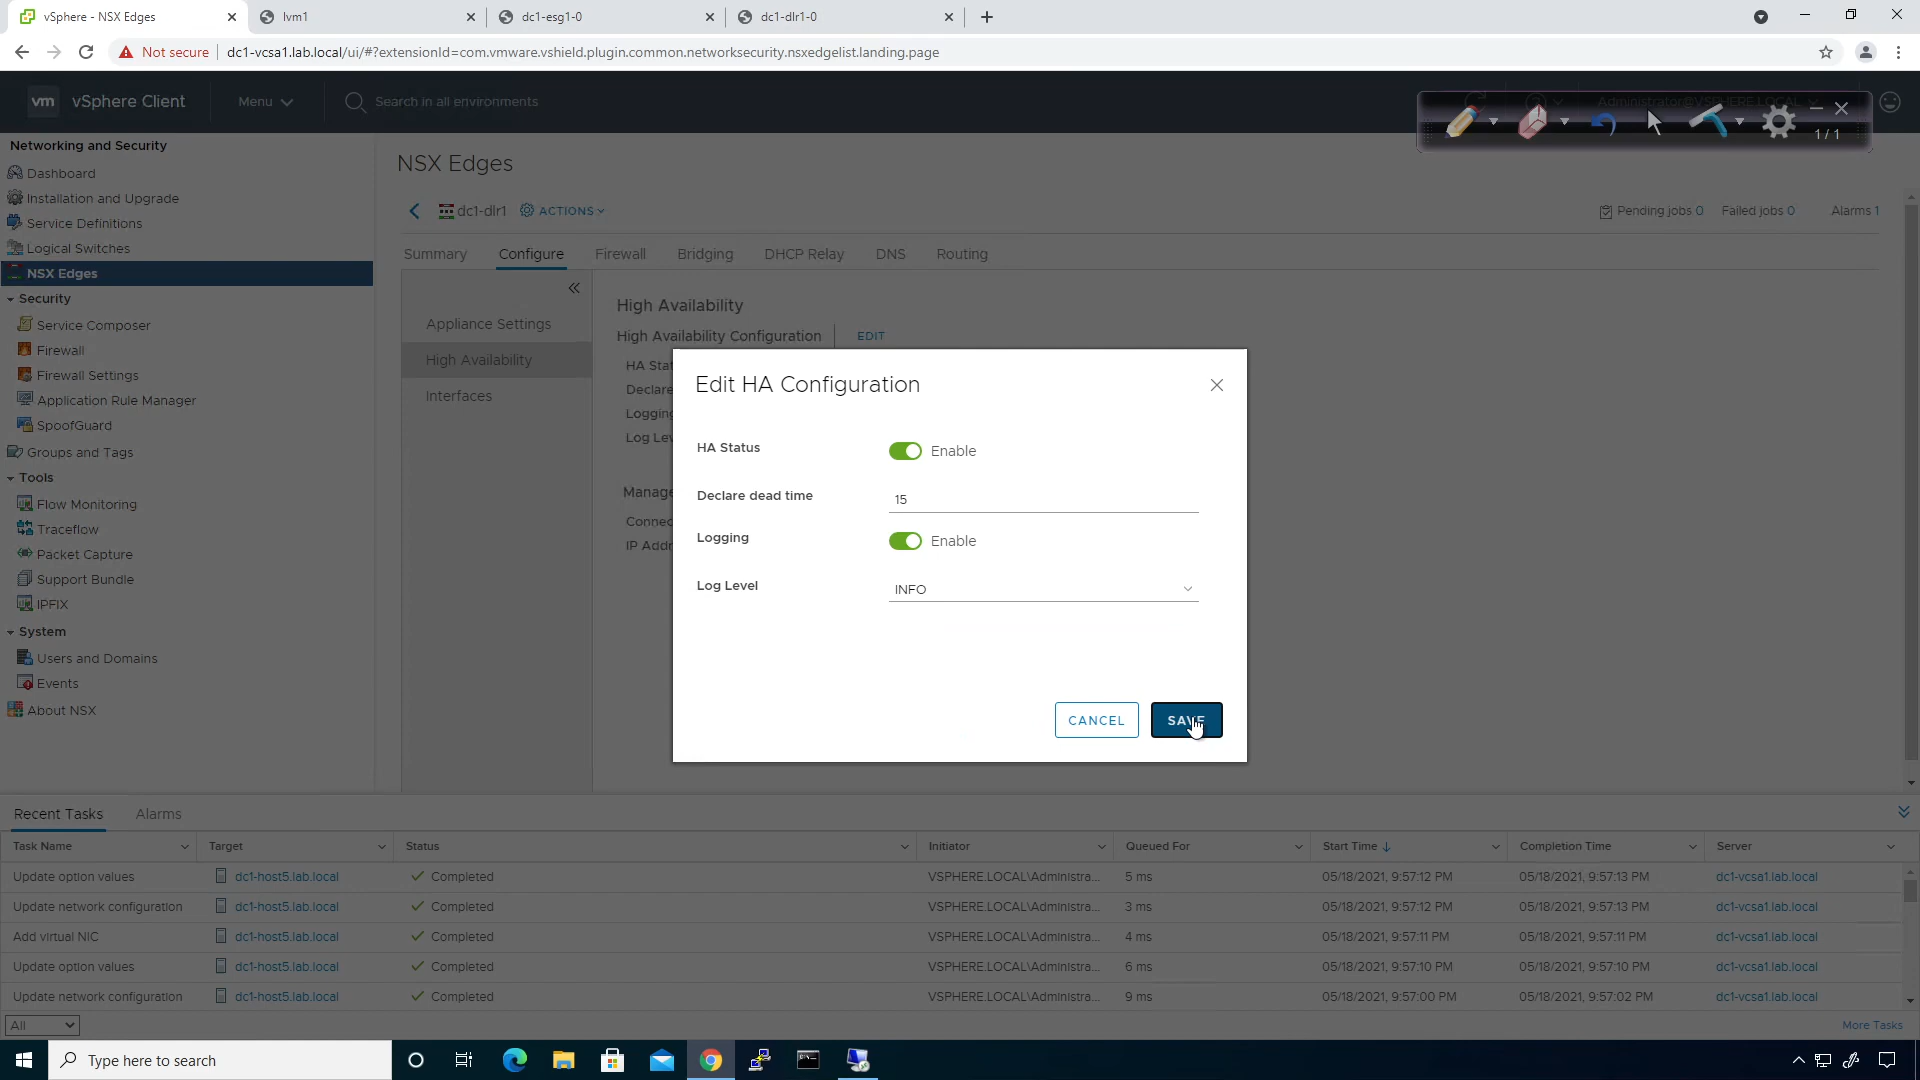 vSphere - NSX Edges
lvm1
dc1-esg1-0
dc1-dlr1-0
Not secure
dc1-vcsa1.lab.local/ui/#?extensionId=com.vmware.vshield.plugin.common.networksecurity.nsxedgelist.landing.page
vm
vSphere Client
Menu
Search in all environments
Administrator@VSPHERE.LOCAL
1 / 1
Networking and Security
Dashboard
Installation and Upgrade
Service Definitions
Logical Switches
NSX Edges
Security
Service Composer
Firewall
Firewall Settings
Application Rule Manager
SpoofGuard
Groups and Tags
Tools
Flow Monitoring
Traceflow
Packet Capture
Support Bundle
IPFIX
System
Users and Domains
Events
About NSX
NSX Edges
dc1-dlr1
ACTIONS
Pending jobs 0
Failed jobs 0
Alarms 1
Summary
Configure
Firewall
Bridging
DHCP Relay
DNS
Routing
Appliance Settings
High Availability
Interfaces
High Availability
High Availability Configuration
EDIT
HA Stat
Declare
Logging
Log Lev
Manage
Connec
IP Addr
Edit HA Configuration
HA Status
Enable
Declare dead time
15
Logging
Enable
Log Level
INFO
CANCEL
SAVE
Recent Tasks
Alarms
Task Name Target Status Initiator Queued For Start Time Completion Time Server
Update option values dc1-host5.lab.local Completed VSPHERE.LOCAL\Administra... 5 ms 05/18/2021, 9:57:12 PM 05/18/2021, 9:57:13 PM dc1-vcsa1.lab.local
Update network configuration dc1-host5.lab.local Completed VSPHERE.LOCAL\Administra... 3 ms 05/18/2021, 9:57:12 PM 05/18/2021, 9:57:13 PM dc1-vcsa1.lab.local
Add virtual NIC dc1-host5.lab.local Completed VSPHERE.LOCAL\Administra... 4 ms 05/18/2021, 9:57:11 PM 05/18/2021, 9:57:11 PM dc1-vcsa1.lab.local
Update option values dc1-host5.lab.local Completed VSPHERE.LOCAL\Administra... 6 ms 05/18/2021, 9:57:10 PM 05/18/2021, 9:57:10 PM dc1-vcsa1.lab.local
Update network configuration dc1-host5.lab.local Completed VSPHERE.LOCAL\Administra... 9 ms 05/18/2021, 9:57:00 PM 05/18/2021, 9:57:02 PM dc1-vcsa1.lab.local
All
More Tasks
Type here to search